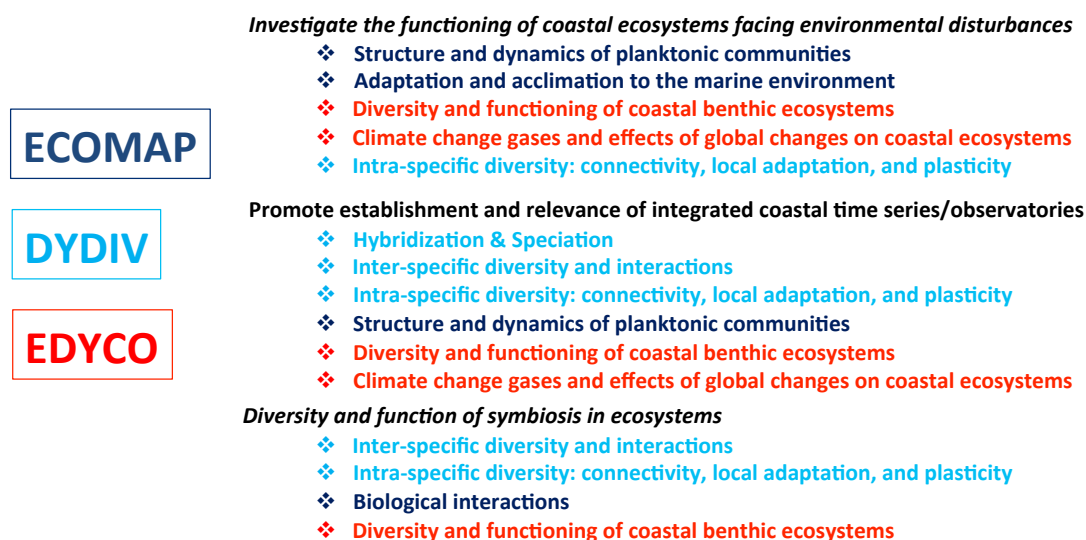 Investigate the functioning of coastal ecosystems facing environmental disturbances
❖ Structure and dynamics of planktonic communities
❖ Adaptation and acclimation to the marine environment
❖ Diversity and functioning of coastal benthic ecosystems
❖ Climate change gases and effects of global changes on coastal ecosystems
❖ Intra-specific diversity: connectivity, local adaptation, and plasticity
ECOMAP
DYDIV
EDYCO
Promote establishment and relevance of integrated coastal time series/observatories
❖ Hybridization & Speciation
❖ Inter-specific diversity and interactions
❖ Intra-specific diversity: connectivity, local adaptation, and plasticity
❖ Structure and dynamics of planktonic communities
❖ Diversity and functioning of coastal benthic ecosystems
❖ Climate change gases and effects of global changes on coastal ecosystems
Diversity and function of symbiosis in ecosystems
❖ Inter-specific diversity and interactions
❖ Intra-specific diversity: connectivity, local adaptation, and plasticity
❖ Biological interactions
❖ Diversity and functioning of coastal benthic ecosystems